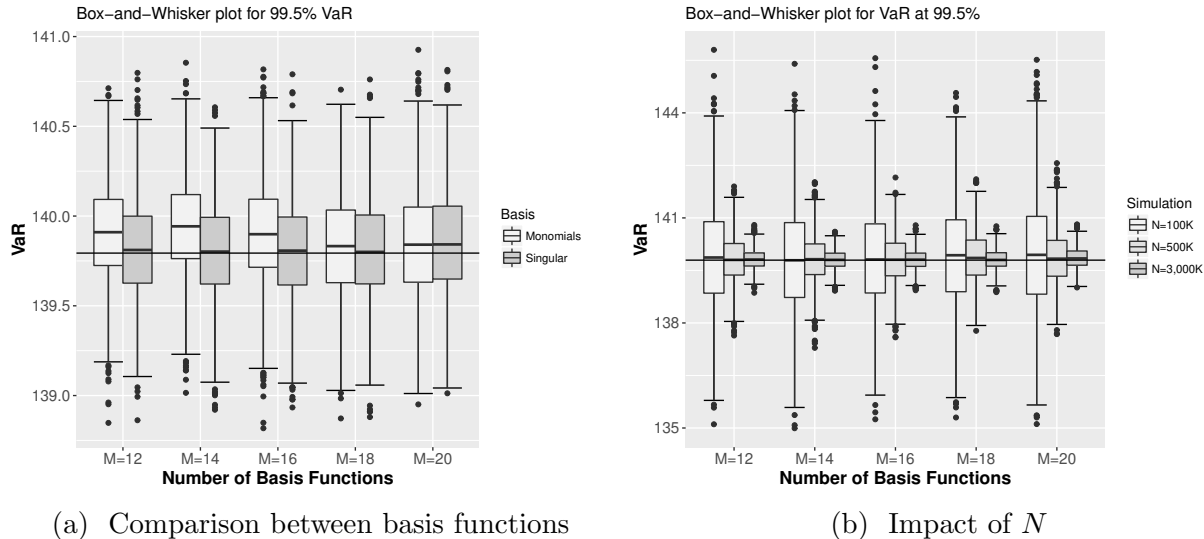 Box−and−Whisker plot for 99.5% VaR
141.0
140.5
140.0
139.5
139.0
VaR
M=12 M=14 M=16 M=18 M=20
Number of Basis Functions
Basis
Monomials
Singular
(a) Comparison between basis functions
Box−and−Whisker plot for VaR at 99.5%
144
141
138
135
VaR
M=12 M=14 M=16 M=18 M=20
Number of Basis Functions
Simulation
N=100K
N=500K
N=3,000K
(b) Impact of N